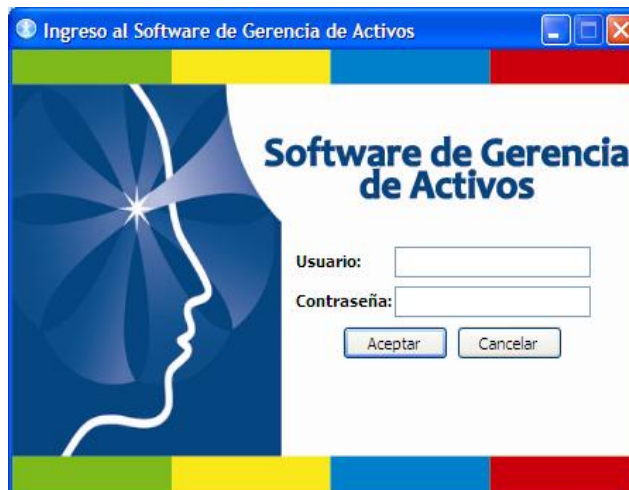 Ingreso al Software de Gerencia de Activos
Software de Gerencia
de Activos
Usuario:
Contraseña:
Aceptar Cancelar